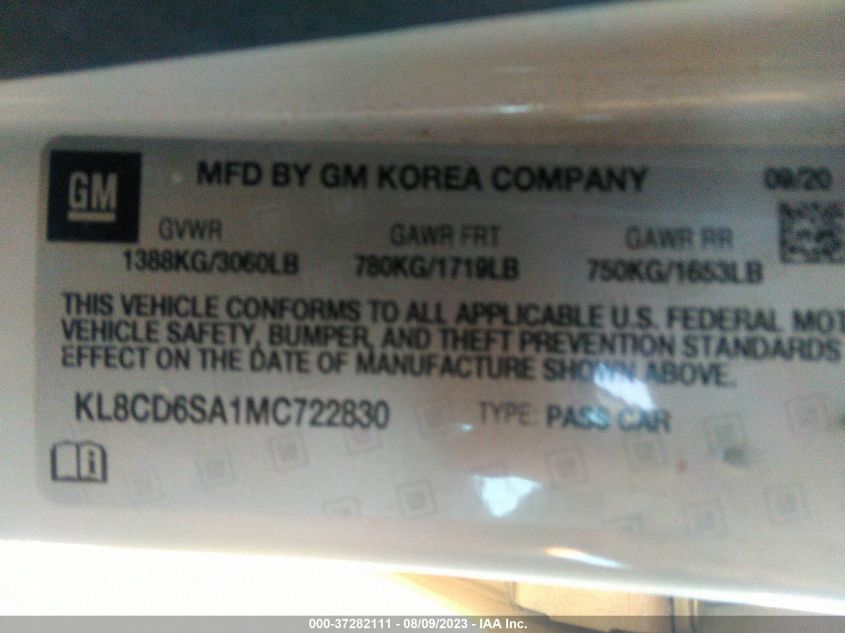 GM
MFD BY GM KOREA COMPANY 09/20
GVWR GAWR FRT GAWR RR
1388KG/3060LB 780KG/1719LB 750KG/1653LB
THIS VEHICLE CONFORMS TO ALL APPLICABLE U.S. FEDERAL MOT
VEHICLE SAFETY, BUMPER, AND THEFT PREVENTION STANDARDS
EFFECT ON THE DATE OF MANUFACTURE SHOWN ABOVE.
KL8CD6SA1MC722830 TYPE: PASS CAR
000-37282111 - 08/09/2023 - IAA Inc.